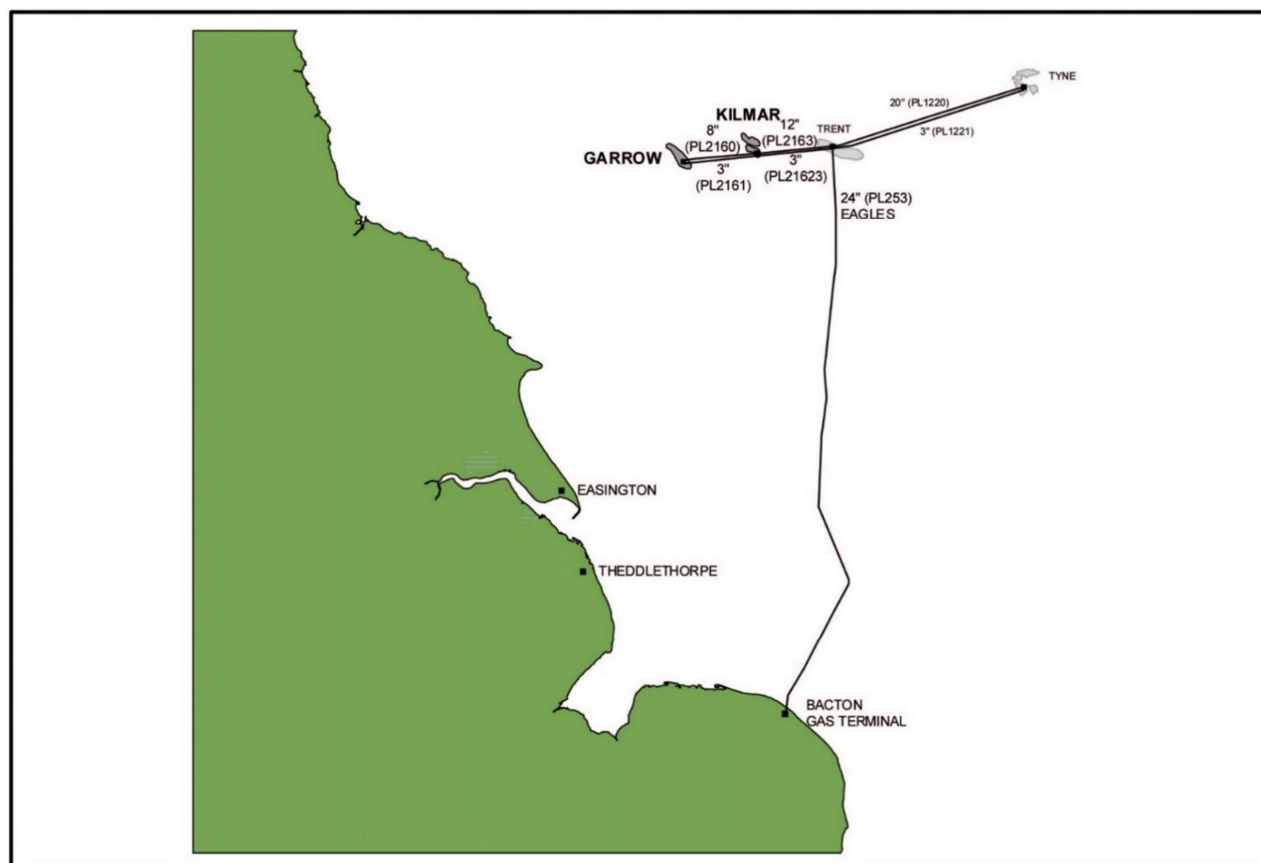 TYNE
20" (PL1220)
3" (PL1221)
KILMAR
8"
(PL2160)
12"
(PL2163)
TRENT
GARROW
3"
(PL2161)
3"
(PL21623)
24" (PL253)
EAGLES
EASINGTON
THEDDLETHORPE
BACTON
GAS TERMINAL